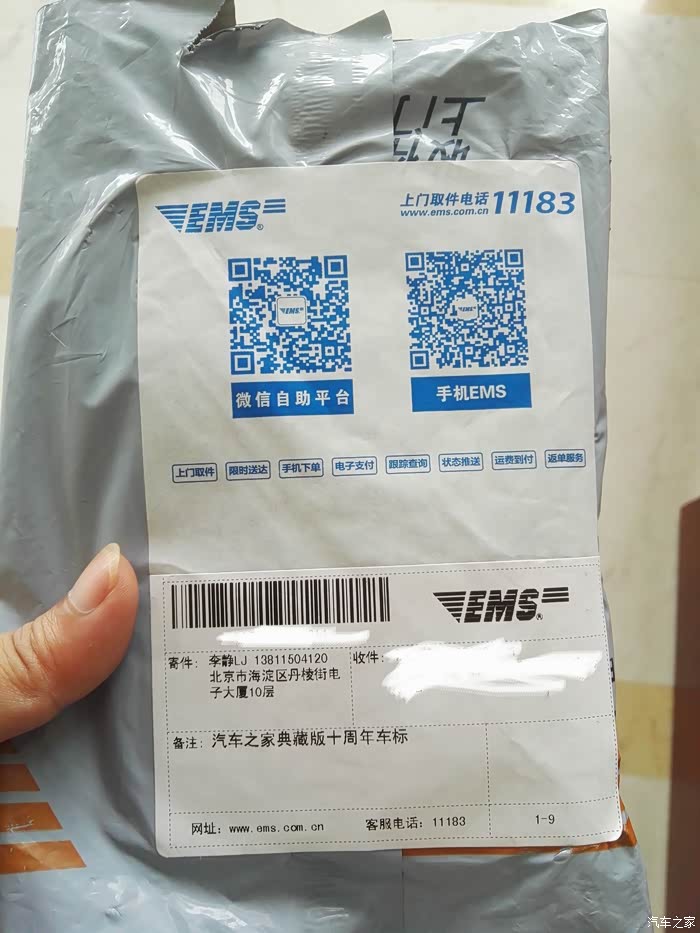 EMS
上门取件电话 11183
www.ems.com.cn
EMS
EMS
微信自助平台
手机EMS
上门取件 限时送达 手机下单 电子支付 跟踪查询 状态推送 运费到付 返单服务
EMS
寄件: 李静LJ 13811504120
北京市海淀区丹棱街电
子大厦10层
收件:
备注: 汽车之家典藏版十周年车标
网址: www.ems.com.cn
客服电话: 11183
1-9
汽车之家